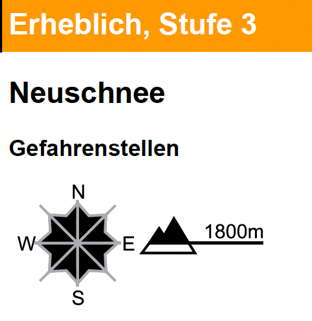 Erheblich, Stufe 3
Neuschnee
Gefahrenstellen
N
W E
1800m
S